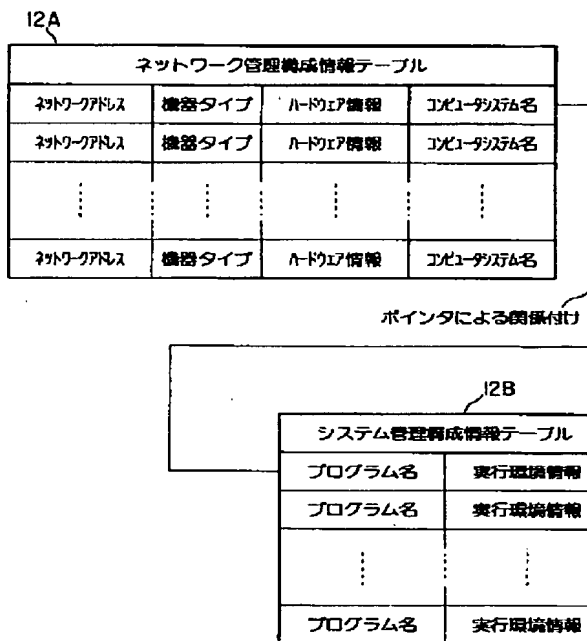 12A
ネットワーク管理構成情報テーブル
ネットワークアドレス 機器タイプ ハードウェア情報 コンピュータシステム名
ネットワークアドレス 機器タイプ ハードウェア情報 コンピュータシステム名
ネットワークアドレス 機器タイプ ハードウェア情報 コンピュータシステム名
ポインタによる関係付け
12B
システム管理構成情報テーブル
プログラム名 実行環境情報
プログラム名 実行環境情報
プログラム名 実行環境情報